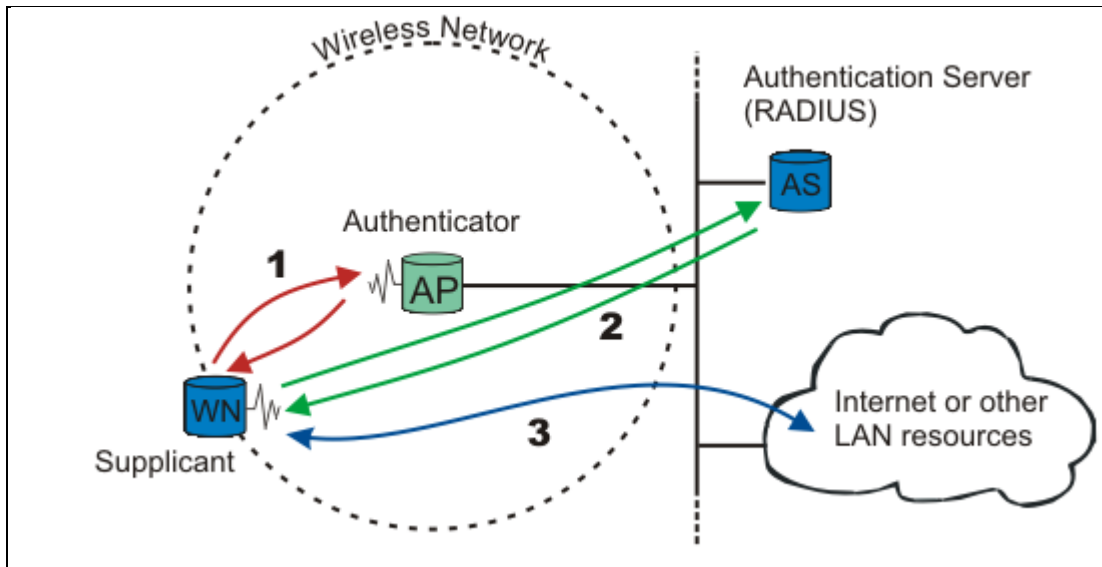 Wireless Network
Authentication Server
(RADIUS)
AS
Authenticator
1
AP
2
WN
3
Internet or other
LAN resources
Supplicant